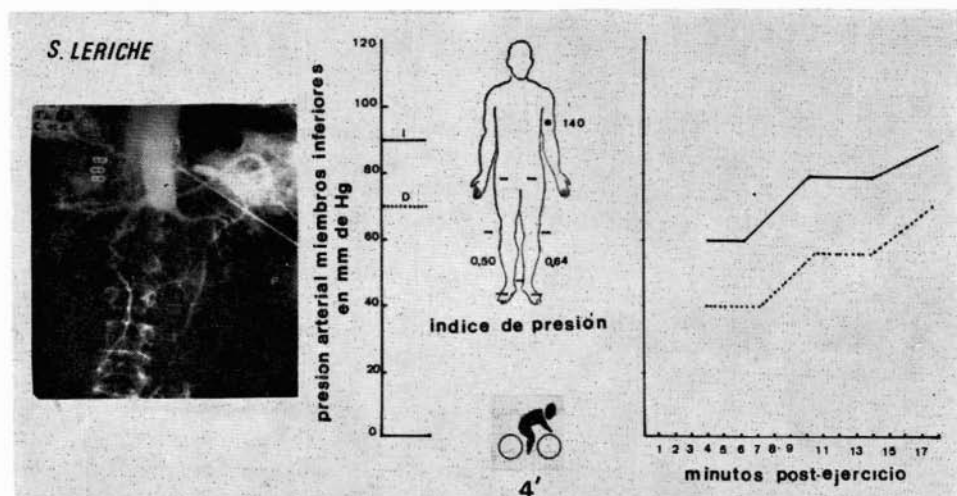 S. LERICHE
presion arterial miembros inferiores
en mm de Hg
120
100
80
60
40
20
0
I
D
140
0,50
0,64
índice de presión
4'
1 2 3 4 5 6 7 8 9 11 13 15 17
minutos post-ejercicio